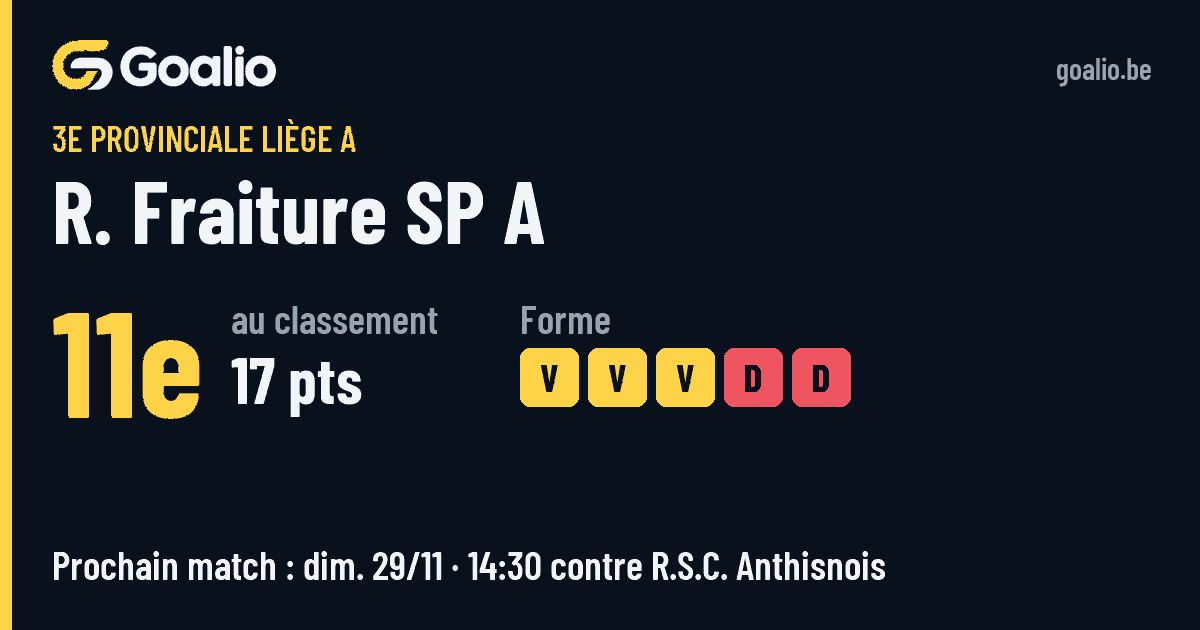 Goalio
goalio.be
3E PROVINCIALE LIÈGE A
R. Fraiture SP A
11e
au classement
17 pts
Forme
V V V D D
Prochain match : dim. 29/11 · 14:30 contre R.S.C. Anthisnois